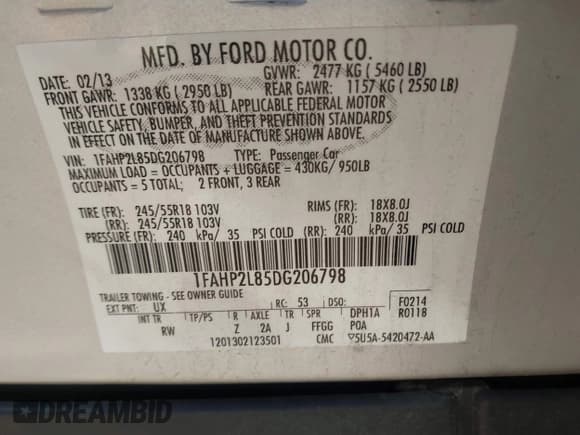 MFD. BY FORD MOTOR CO.
DATE: 02/13 GVWR: 2477 KG ( 5460 LB)
FRONT GAWR: 1338 KG ( 2950 LB) REAR GAWR: 1157 KG ( 2550 LB)
THIS VEHICLE CONFORMS TO ALL APPLICABLE FEDERAL MOTOR
VEHICLE SAFETY, BUMPER, AND THEFT PREVENTION STANDARDS
IN EFFECT ON THE DATE OF MANUFACTURE SHOWN ABOVE.
VIN: 1FAHP2L85DG206798 TYPE: Passenger Car
MAXIMUM LOAD = OCCUPANTS + LUGGAGE = 430KG/ 950LB
OCCUPANTS = 5 TOTAL; 2 FRONT, 3 REAR
TIRE (FR): 245/55R18 103V RIMS (FR): 18X8.0J
(RR): 245/55R18 103V (RR): 18X8.0J
PRESSURE (FR): 240 kPa/ 35 PSI COLD (RR): 240 kPa/ 35 PSI COLD
1FAHP2L85DG206798
TRAILER TOWING - SEE OWNER GUIDE F0214
EXT PNT: UX RC: 53 DSO: R0118
INT TR TP/PS R AXLE TR SPR DPH1A
RW Z 2A J FFGG POA
1201302123501 CMC 5U5A-5420472-AA
DREAMBID